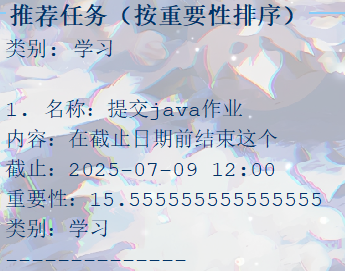 推荐任务（按重要性排序）
类别：学习
1. 名称：提交java作业
内容：在截止日期前结束这个
截止：2025-07-09 12:00
重要性：15.555555555555555
类别：学习
--------------